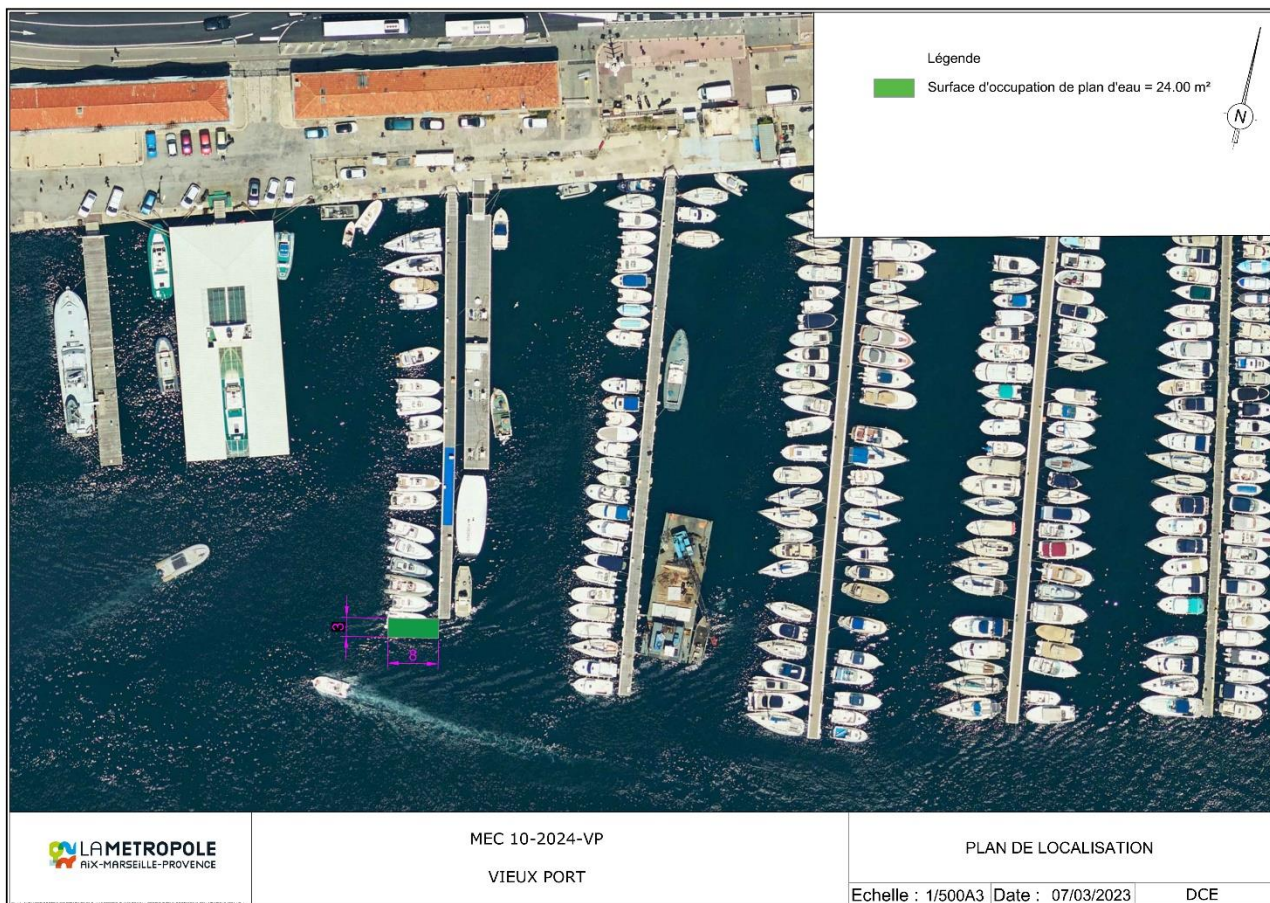 Légende
Surface d'occupation de plan d'eau = 24.00 m²
N
3
8
LAMETROPOLE
AIX-MARSEILLE-PROVENCE
MEC 10-2024-VP
VIEUX PORT
PLAN DE LOCALISATION
Echelle : 1/500A3 Date : 07/03/2023 DCE